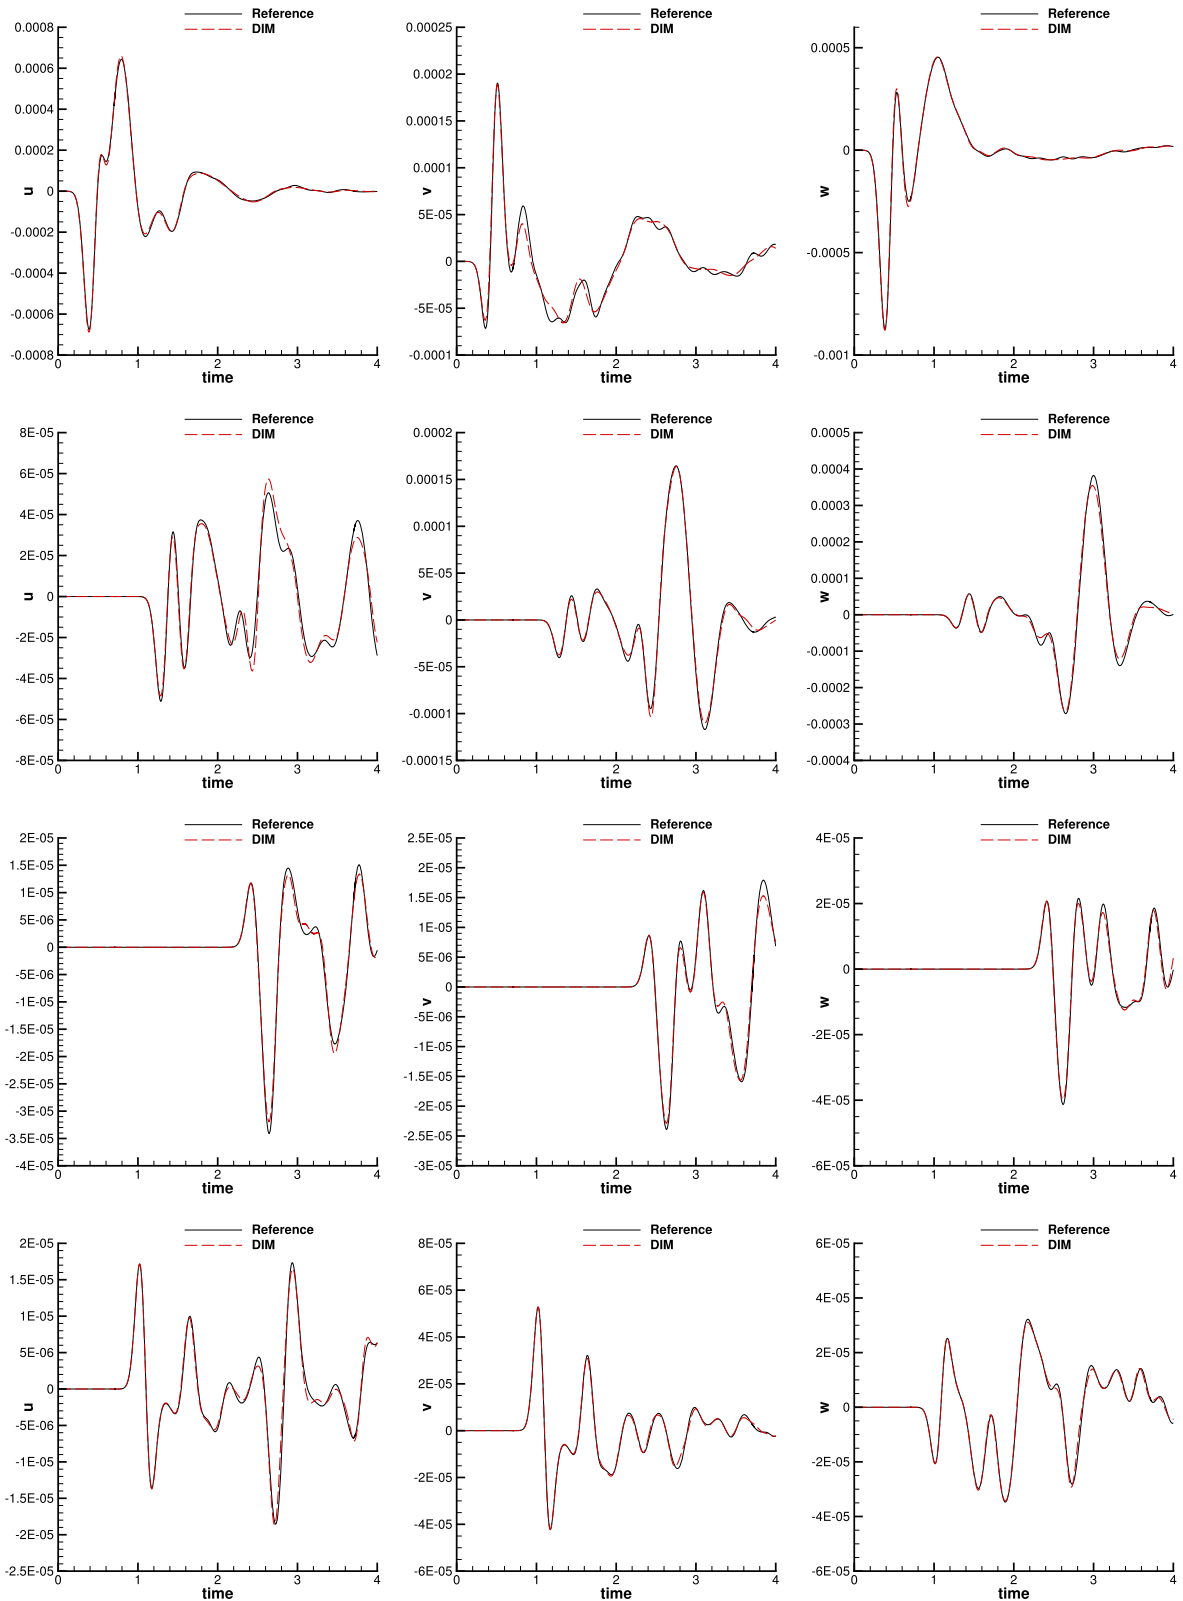 Reference
DIM
0.0008
0.0006
0.0004
0.0002
0
-0.0002
-0.0004
-0.0006
-0.0008
u
0 1 2 3 4
time
Reference
DIM
0.00025
0.0002
0.00015
0.0001
5E-05
0
-5E-05
-0.0001
v
0 1 2 3 4
time
Reference
DIM
0.0005
0
-0.0005
-0.001
w
0 1 2 3 4
time
Reference
DIM
8E-05
6E-05
4E-05
2E-05
0
-2E-05
-4E-05
-6E-05
-8E-05
u
0 1 2 3 4
time
Reference
DIM
0.0002
0.00015
0.0001
5E-05
0
-5E-05
-0.0001
-0.00015
v
0 1 2 3 4
time
Reference
DIM
0.0005
0.0004
0.0003
0.0002
0.0001
0
-0.0001
-0.0002
-0.0003
-0.0004
w
0 1 2 3 4
time
Reference
DIM
2E-05
1.5E-05
1E-05
5E-06
0
-5E-06
-1E-05
-1.5E-05
-2E-05
-2.5E-05
-3E-05
-3.5E-05
-4E-05
u
0 1 2 3 4
time
Reference
DIM
2.5E-05
2E-05
1.5E-05
1E-05
5E-06
0
-5E-06
-1E-05
-1.5E-05
-2E-05
-2.5E-05
-3E-05
v
0 1 2 3 4
time
Reference
DIM
4E-05
2E-05
0
-2E-05
-4E-05
-6E-05
w
0 1 2 3 4
time
Reference
DIM
2E-05
1.5E-05
1E-05
5E-06
0
-5E-06
-1E-05
-1.5E-05
-2E-05
-2.5E-05
u
0 1 2 3 4
time
Reference
DIM
8E-05
6E-05
4E-05
2E-05
0
-2E-05
-4E-05
-6E-05
v
0 1 2 3 4
time
Reference
DIM
6E-05
4E-05
2E-05
0
-2E-05
-4E-05
-6E-05
w
0 1 2 3 4
time